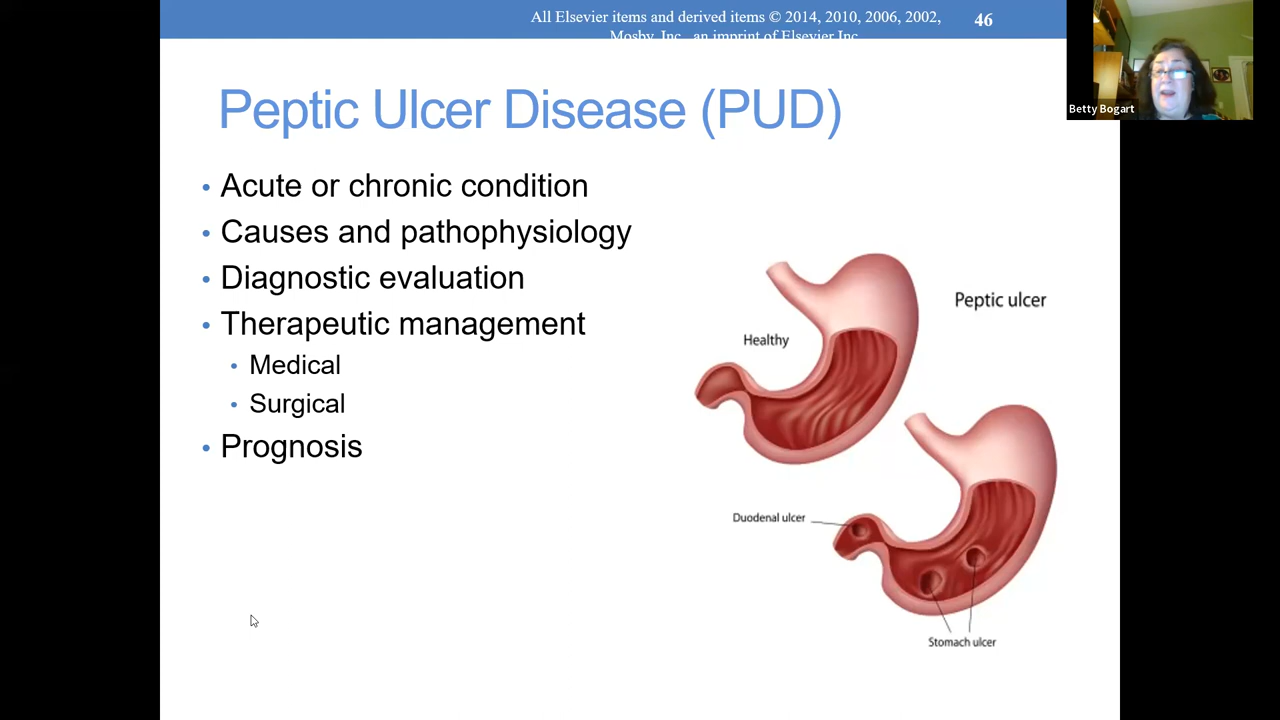 All Elsevier items and derived items © 2014, 2010, 2006, 2002,
Mosby, Inc., an imprint of Elsevier Inc.
46
Betty Bogart
Peptic Ulcer Disease (PUD)
• Acute or chronic condition
• Causes and pathophysiology
• Diagnostic evaluation
• Therapeutic management
• Medical
• Surgical
• Prognosis
Peptic ulcer
Healthy
Duodenal ulcer
Stomach ulcer